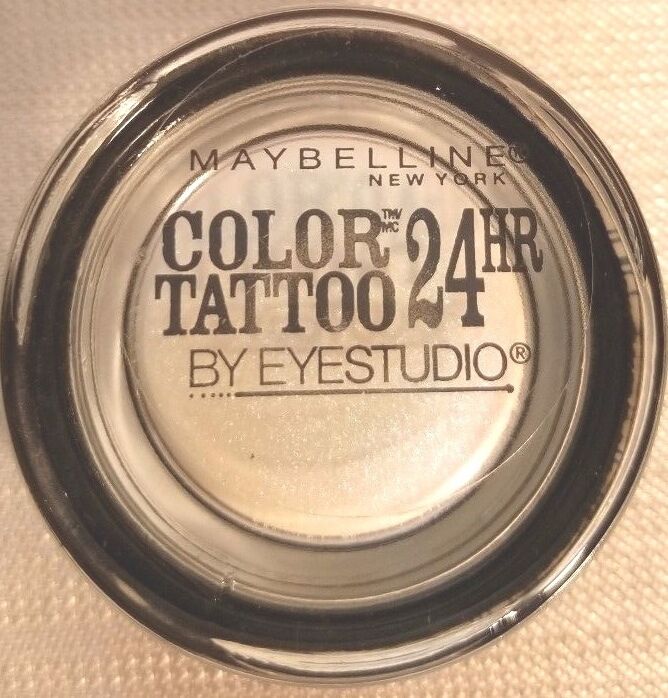 MAYBELLINE®
NEW YORK
COLOR™/MC 24HR
TATTOO
BY EYESTUDIO®